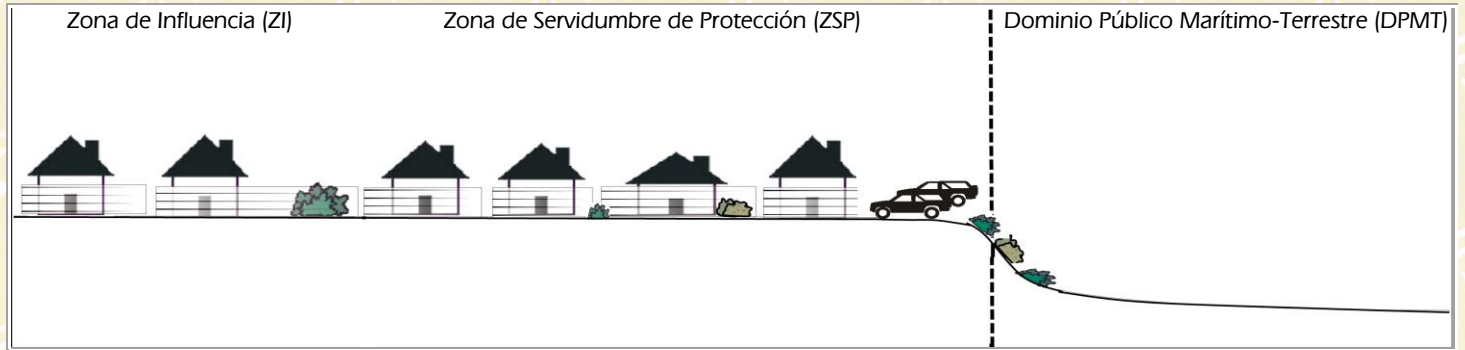 Zona de Influencia (ZI)
Zona de Servidumbre de Protección (ZSP)
Dominio Público Marítimo-Terrestre (DPMT)